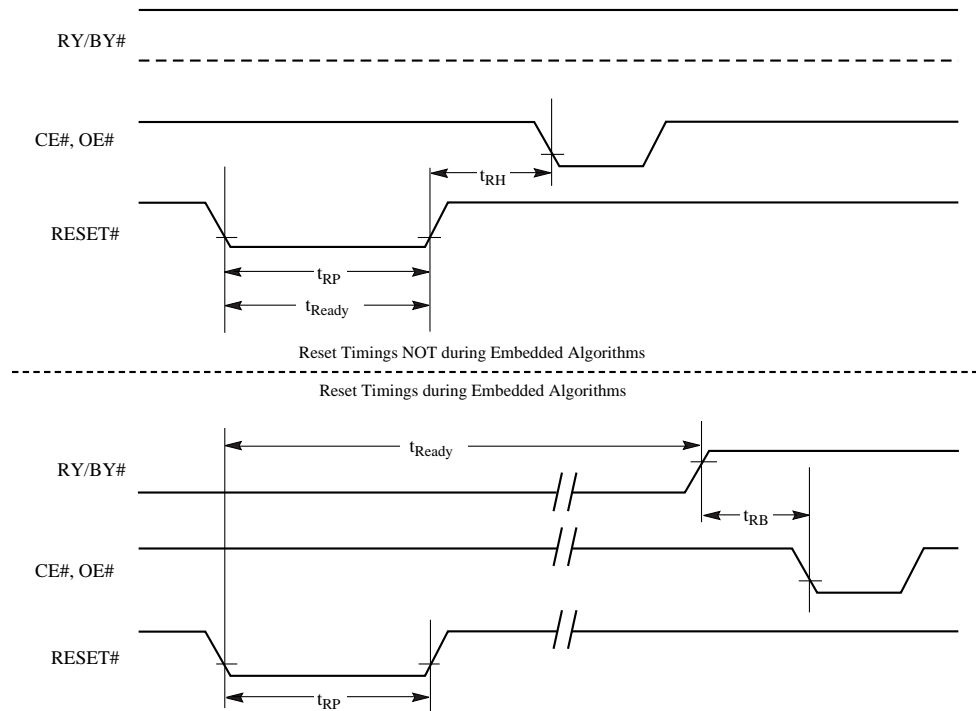 RY/BY#
CE#, OE#
tRH
RESET#
tRP
tReady
Reset Timings NOT during Embedded Algorithms
Reset Timings during Embedded Algorithms
tReady
RY/BY#
tRB
CE#, OE#
RESET#
tRP